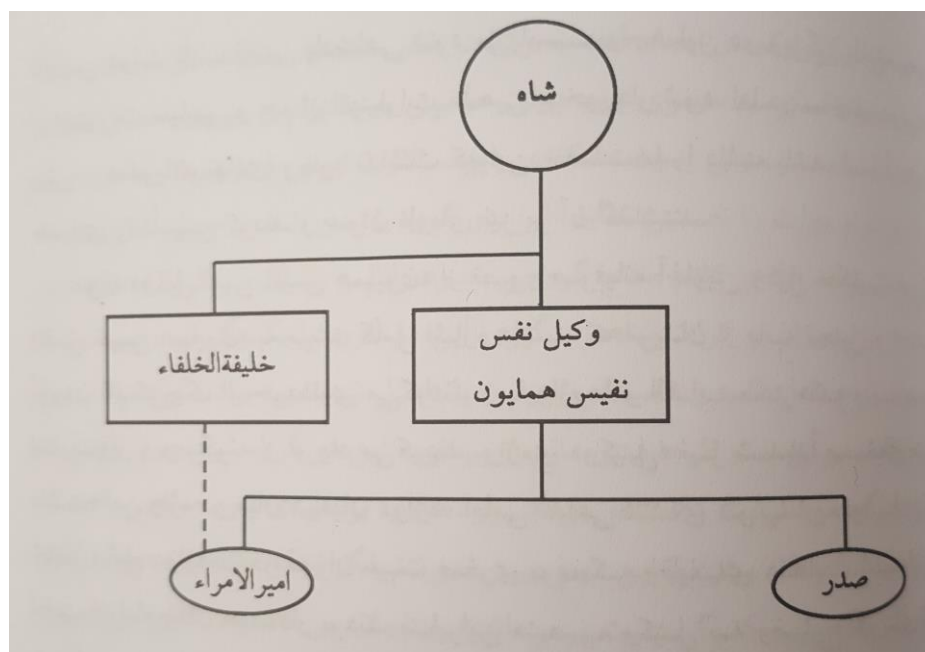 شاه
خلیفةالخلفاء
وکیل نفس
نفیس همایون
امیرالامراء
صدر